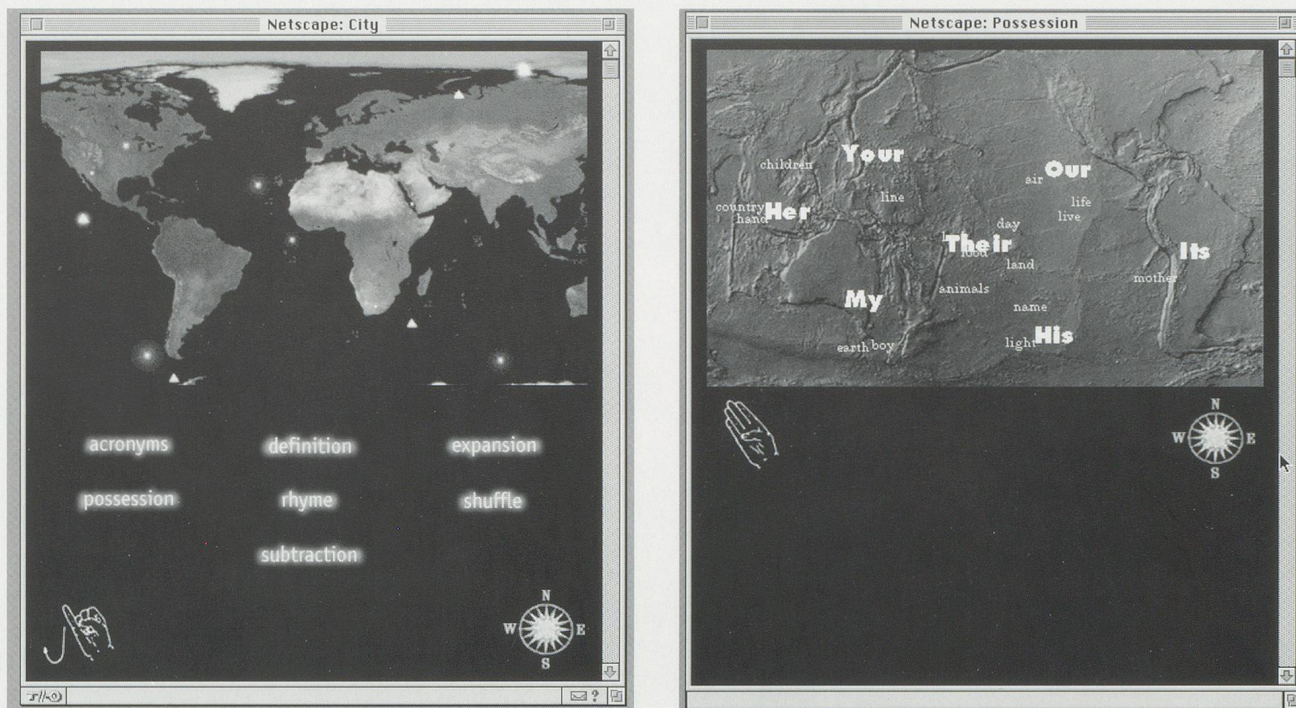 Netscape: City
acronyms definition expansion
possession rhyme shuffle
subtraction
N
W E
S
?
Netscape: Possession
Your
children
Our
air
line
life
country
hand Her
live
day
Their
food
Its
land
mother
animals
My
name
His
light
earth boy
N
W E
S